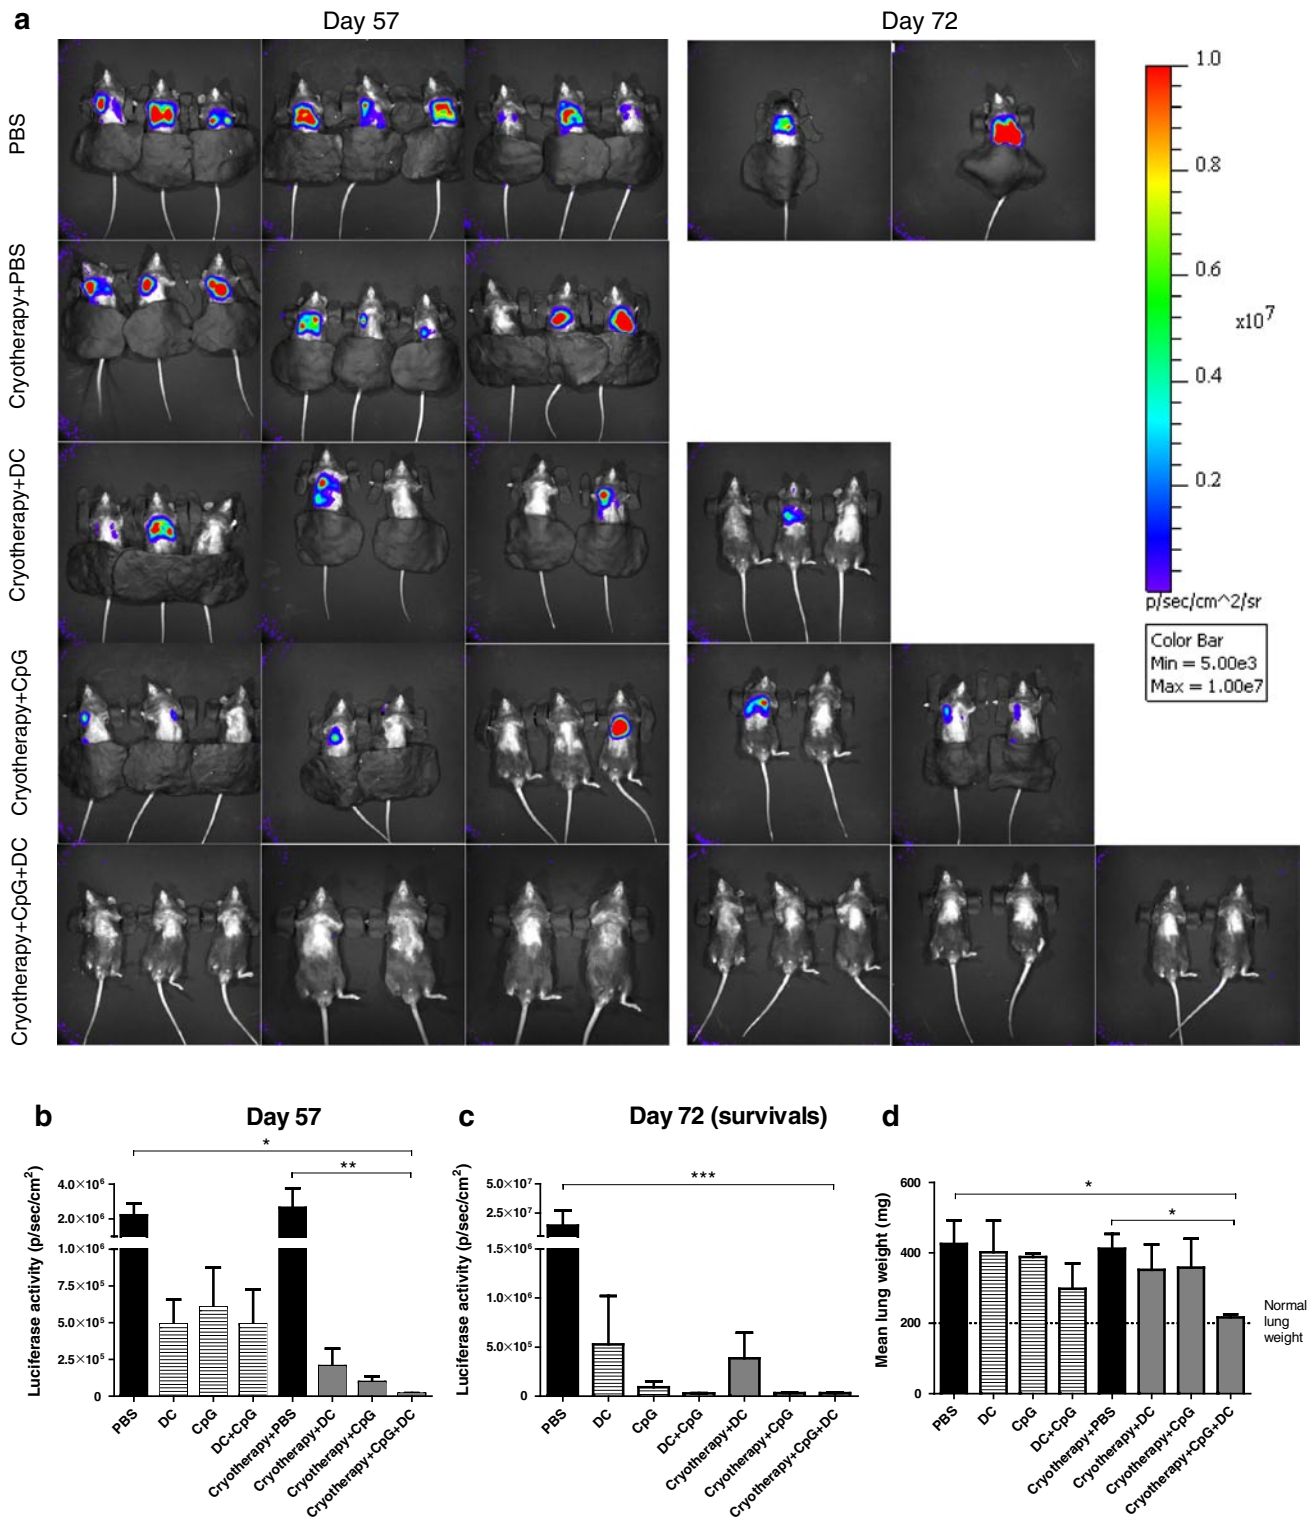 a
Day 57
Day 72
PBS
Cryotherapy+PBS
Cryotherapy+DC
Cryotherapy+CpG
Cryotherapy+CpG+DC
1.0
0.8
0.6
x10^7
0.4
0.2
p/sec/cm^2/sr
Color Bar
Min = 5.00e3
Max = 1.00e7
b
Day 57
*
**
Luciferase activity (p/sec/cm²)
4.0×10⁶
2.0×10⁶
1.0×10⁶
7.5×10⁵
5.0×10⁵
2.5×10⁵
0
PBS
DC
CpG
DC+CpG
Cryotherapy+PBS
Cryotherapy+DC
Cryotherapy+CpG
Cryotherapy+CpG+DC
c
Day 72 (survivals)
***
Luciferase activity (p/sec/cm²)
5.0×10⁷
2.5×10⁷
1.5×10⁶
1.0×10⁶
5.0×10⁵
0
PBS
DC
CpG
DC+CpG
Cryotherapy+DC
Cryotherapy+CpG
Cryotherapy+CpG+DC
d
*
*
Mean lung weight (mg)
600
400
200
0
Normal
lung
weight
PBS
DC
CpG
DC+CpG
Cryotherapy+PBS
Cryotherapy+DC
Cryotherapy+CpG
Cryotherapy+CpG+DC